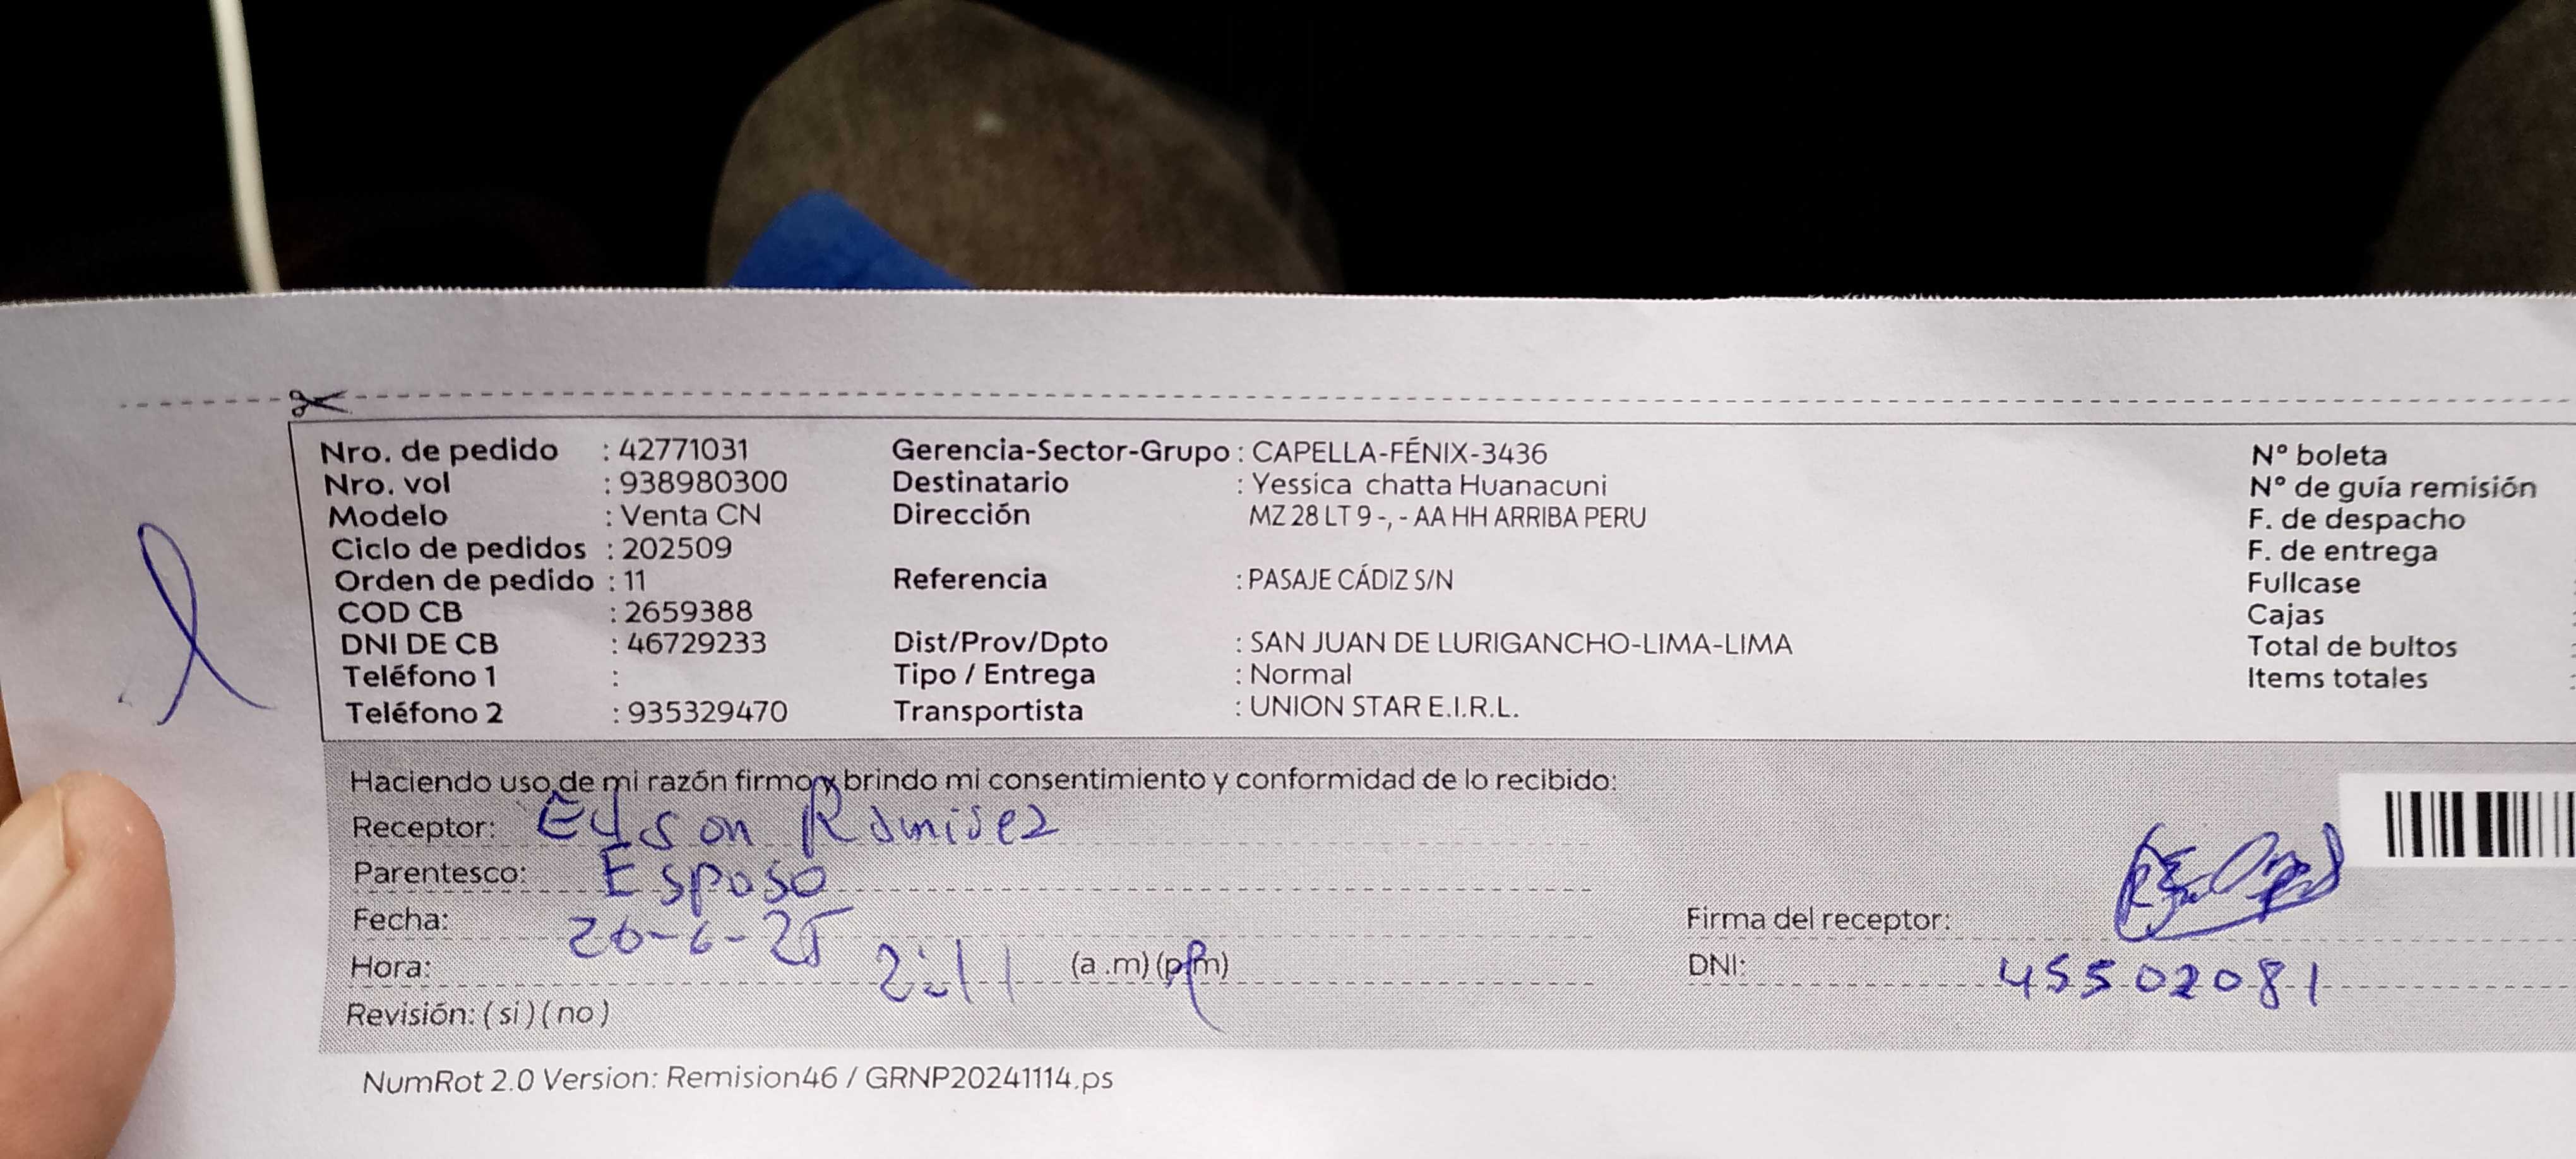 Nro. de pedido : 42771031
Nro. vol : 938980300
Modelo : Venta CN
Ciclo de pedidos : 202509
Orden de pedido : 11
COD CB : 2659388
DNI DE CB : 46729233
Teléfono 1 :
Teléfono 2 : 935329470
Gerencia-Sector-Grupo : CAPELLA-FÉNIX-3436
Destinatario : Yessica chatta Huanacuni
Dirección MZ 28 LT 9 -, - AA HH ARRIBA PERU
Referencia : PASAJE CÁDIZ S/N
Dist/Prov/Dpto : SAN JUAN DE LURIGANCHO-LIMA-LIMA
Tipo / Entrega : Normal
Transportista : UNION STAR E.I.R.L.
N° boleta
N° de guía remisión
F. de despacho
F. de entrega
Fullcase
Cajas
Total de bultos
Items totales
Haciendo uso de mi razón firmo y brindo mi consentimiento y conformidad de lo recibido:
Receptor: Edson Ramirez
Parentesco: Esposo
Fecha: 20-6-25
Hora: 2:11 (a .m) (p.m)
Revisión: ( si ) ( no )
Firma del receptor:
DNI: 45502081
NumRot 2.0 Version: Remision46 / GRNP20241114.ps